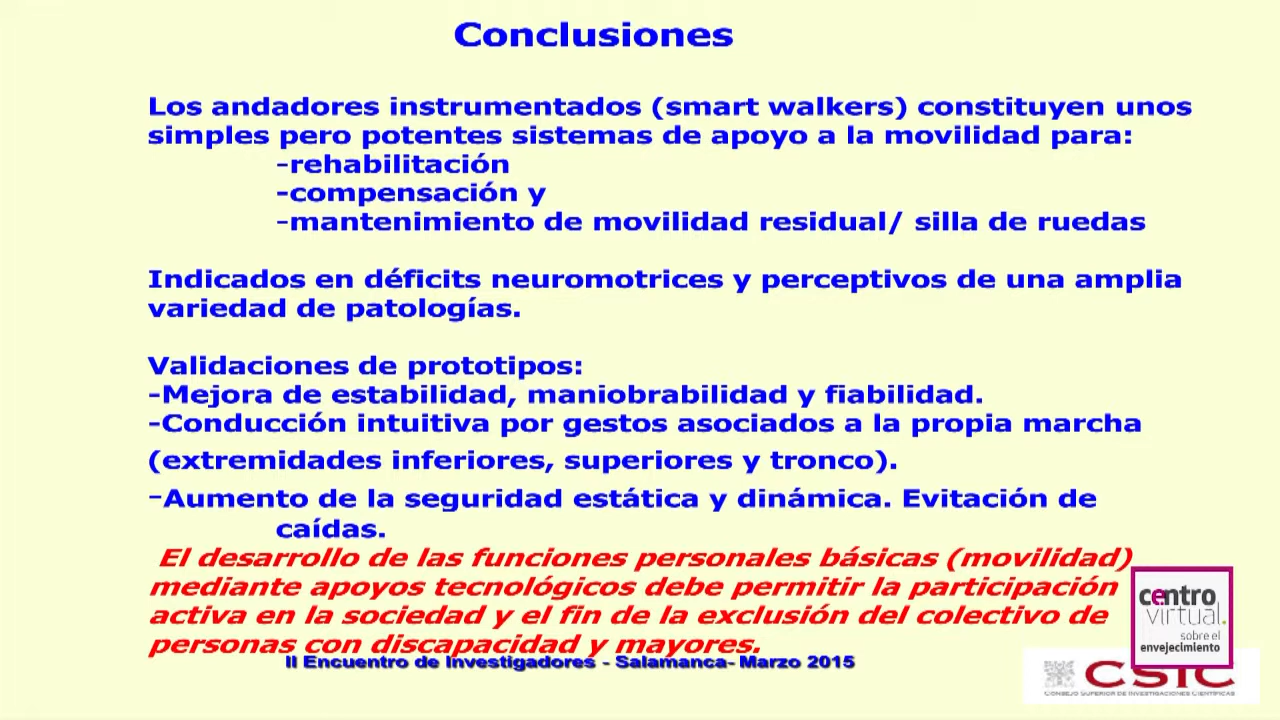 Conclusiones
Los andadores instrumentados (smart walkers) constituyen unos
simples pero potentes sistemas de apoyo a la movilidad para:
-rehabilitación
-compensación y
-mantenimiento de movilidad residual/ silla de ruedas
Indicados en déficits neuromotrices y perceptivos de una amplia
variedad de patologías.
Validaciones de prototipos:
-Mejora de estabilidad, maniobrabilidad y fiabilidad.
-Conducción intuitiva por gestos asociados a la propia marcha
(extremidades inferiores, superiores y tronco).
-Aumento de la seguridad estática y dinámica. Evitación de
caídas.
El desarrollo de las funciones personales básicas (movilidad)
mediante apoyos tecnológicos debe permitir la participación
activa en la sociedad y el fin de la exclusión del colectivo de
personas con discapacidad y mayores.
II Encuentro de Investigadores - Salamanca- Marzo 2015
centro
virtual.
sobre el
envejecimiento
CSIC
CONSEJO SUPERIOR DE INVESTIGACIONES CIENTÍFICAS